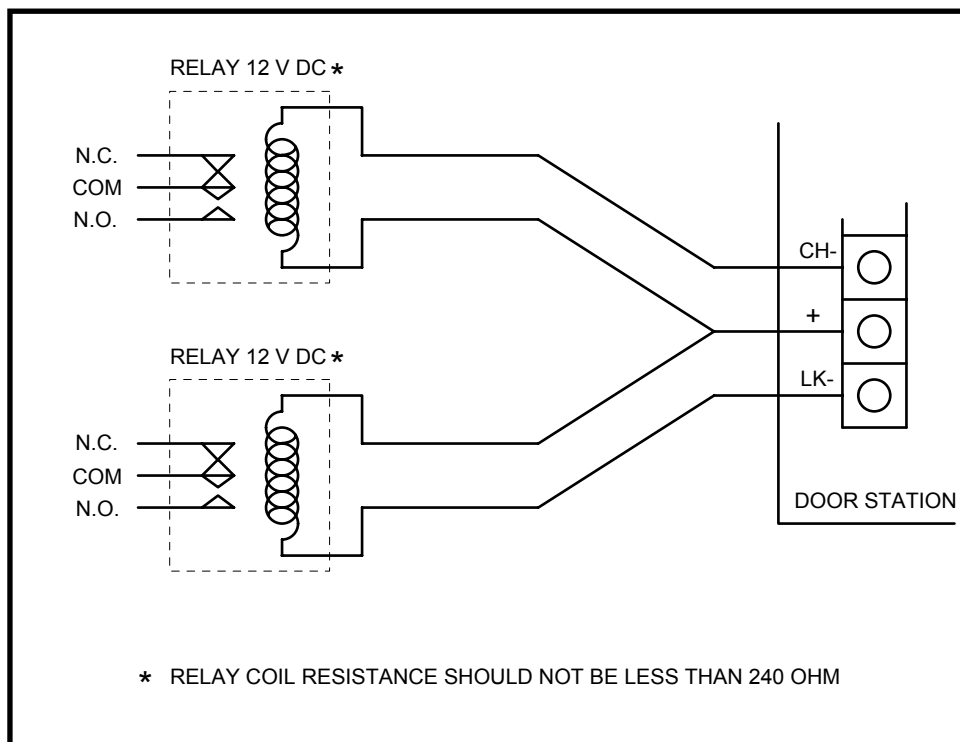 RELAY 12 V DC *
N.C.
COM
N.O.
CH-
+
LK-
DOOR STATION
RELAY 12 V DC *
N.C.
COM
N.O.
* RELAY COIL RESISTANCE SHOULD NOT BE LESS THAN 240 OHM